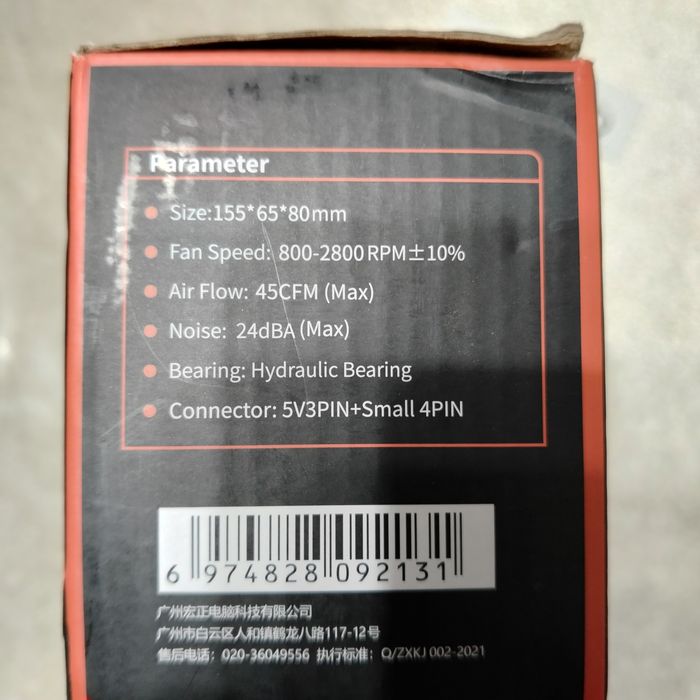 Parameter
Size:155*65*80mm
Fan Speed: 800-2800RPM±10%
Air Flow: 45CFM (Max)
Noise: 24dBA(Max)
Bearing: Hydraulic Bearing
Connector: 5V3PIN+Small 4PIN
6 974828 092131
广州宏正电脑科技有限公司
广州市白云区人和镇鹤龙八路117-12号
售后电话：020-36049556 执行标准：Q/ZXKJ 002-2021